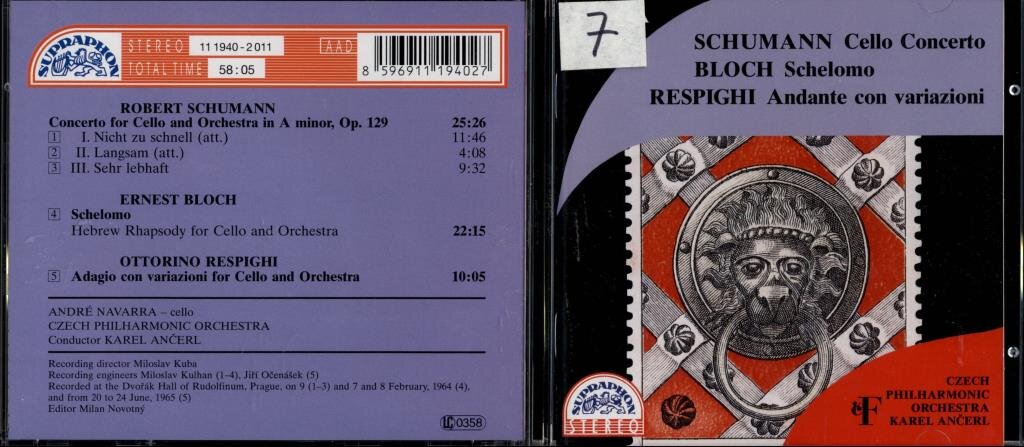 SUPRAPHON
STEREO 11 1940-2 011 AAD
TOTAL TIME 58:05
8 596911 194027
ROBERT SCHUMANN
Concerto for Cello and Orchestra in A minor, Op. 129 25:26
1 I. Nicht zu schnell (att.) 11:46
2 II. Langsam (att.) 4:08
3 III. Sehr lebhaft 9:32
ERNEST BLOCH
4 Schelomo
Hebrew Rhapsody for Cello and Orchestra 22:15
OTTORINO RESPIGHI
5 Adagio con variazioni for Cello and Orchestra 10:05
ANDRÉ NAVARRA – cello
CZECH PHILHARMONIC ORCHESTRA
Conductor KAREL ANČERL
Recording director Miloslav Kuba
Recording engineers Miloslav Kulhan (1–4), Jiří Očenášek (5)
Recorded at the Dvořák Hall of Rudolfinum, Prague, on 9 (1–3) and 7 and 8 February, 1964 (4),
and from 20 to 24 June, 1965 (5)
Editor Milan Novotný
LC 0358
7
SCHUMANN Cello Concerto
BLOCH Schelomo
RESPIGHI Andante con variazioni
SUPRAPHON
STEREO
CZECH
PHILHARMONIC
ORCHESTRA
KAREL ANČERL